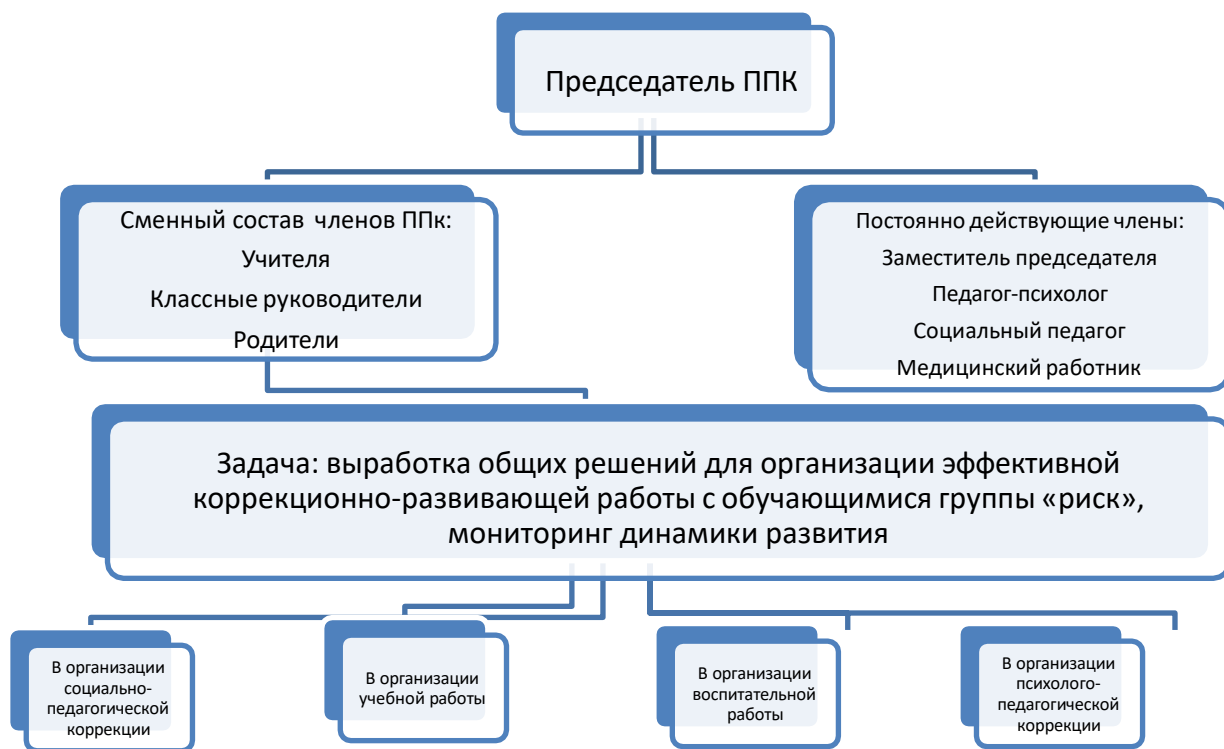 Председатель ППК
Сменный состав членов ППк:
Учителя
Классные руководители
Родители
Постоянно действующие члены:
Заместитель председателя
Педагог-психолог
Социальный педагог
Медицинский работник
Задача: выработка общих решений для организации эффективной
коррекционно-развивающей работы с обучающимися группы «риск»,
мониторинг динамики развития
В организации
социально-
педагогической
коррекции
В организации
учебной работы
В организации
воспитательной
работы
В организации
психолого-
педагогической
коррекции